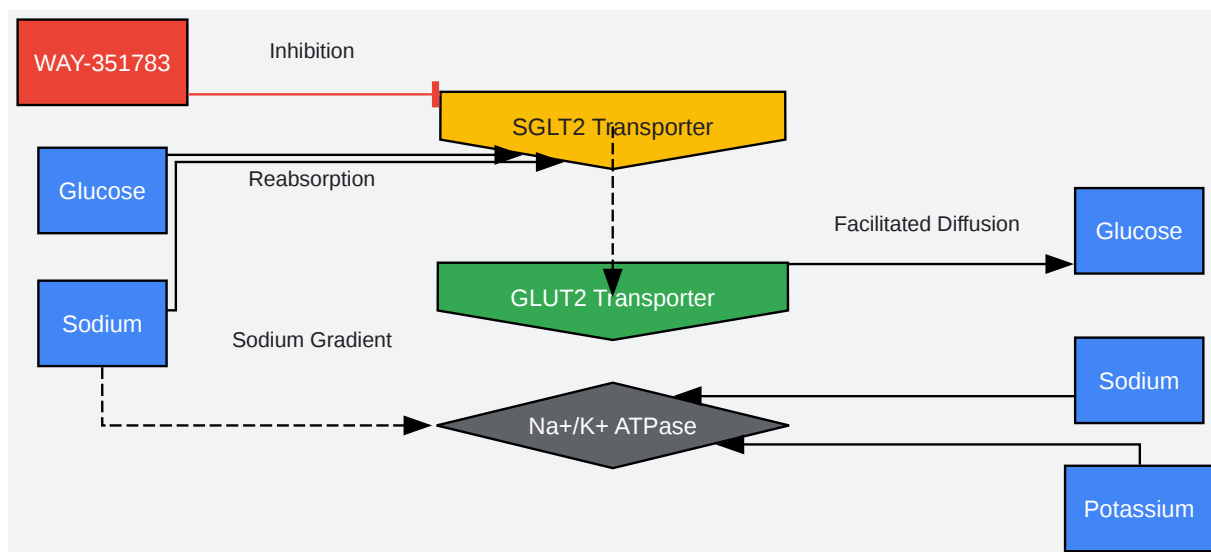 WAY-351783
Inhibition
SGLT2 Transporter
Glucose
Reabsorption
Facilitated Diffusion
Glucose
GLUT2 Transporter
Sodium
Sodium Gradient
Sodium
Na+/K+ ATPase
Potassium